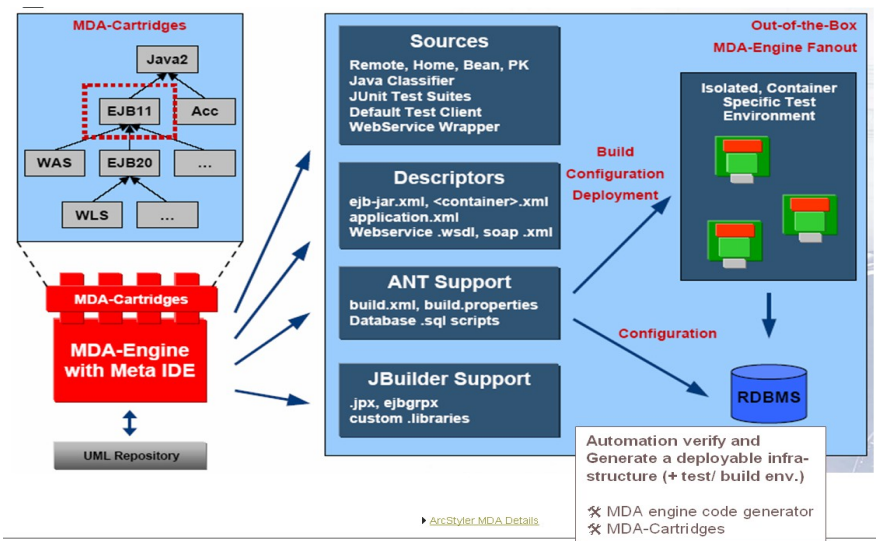 MDA-Cartridges
Java2
EJB11
Acc
WAS
EJB20
...
WLS
...
MDA-Cartridges
MDA-Engine
with Meta IDE
UML Repository
Out-of-the-Box
MDA-Engine Fanout
Sources
Remote, Home, Bean, PK
Java Classifier
JUnit Test Suites
Default Test Client
WebService Wrapper
Descriptors
ejb-jar.xml, <container>.xml
application.xml
Webservice .wsdl, soap .xml
ANT Support
build.xml, build.properties
Database .sql scripts
JBuilder Support
.jpx, ejbgrpx
custom .libraries
Build
Configuration
Deployment
Isolated, Container
Specific Test
Environment
Configuration
RDBMS
Automation verify and
Generate a deployable infra-
structure (+ test/ build env.)
MDA engine code generator
MDA-Cartridges
ArcStyler MDA Details